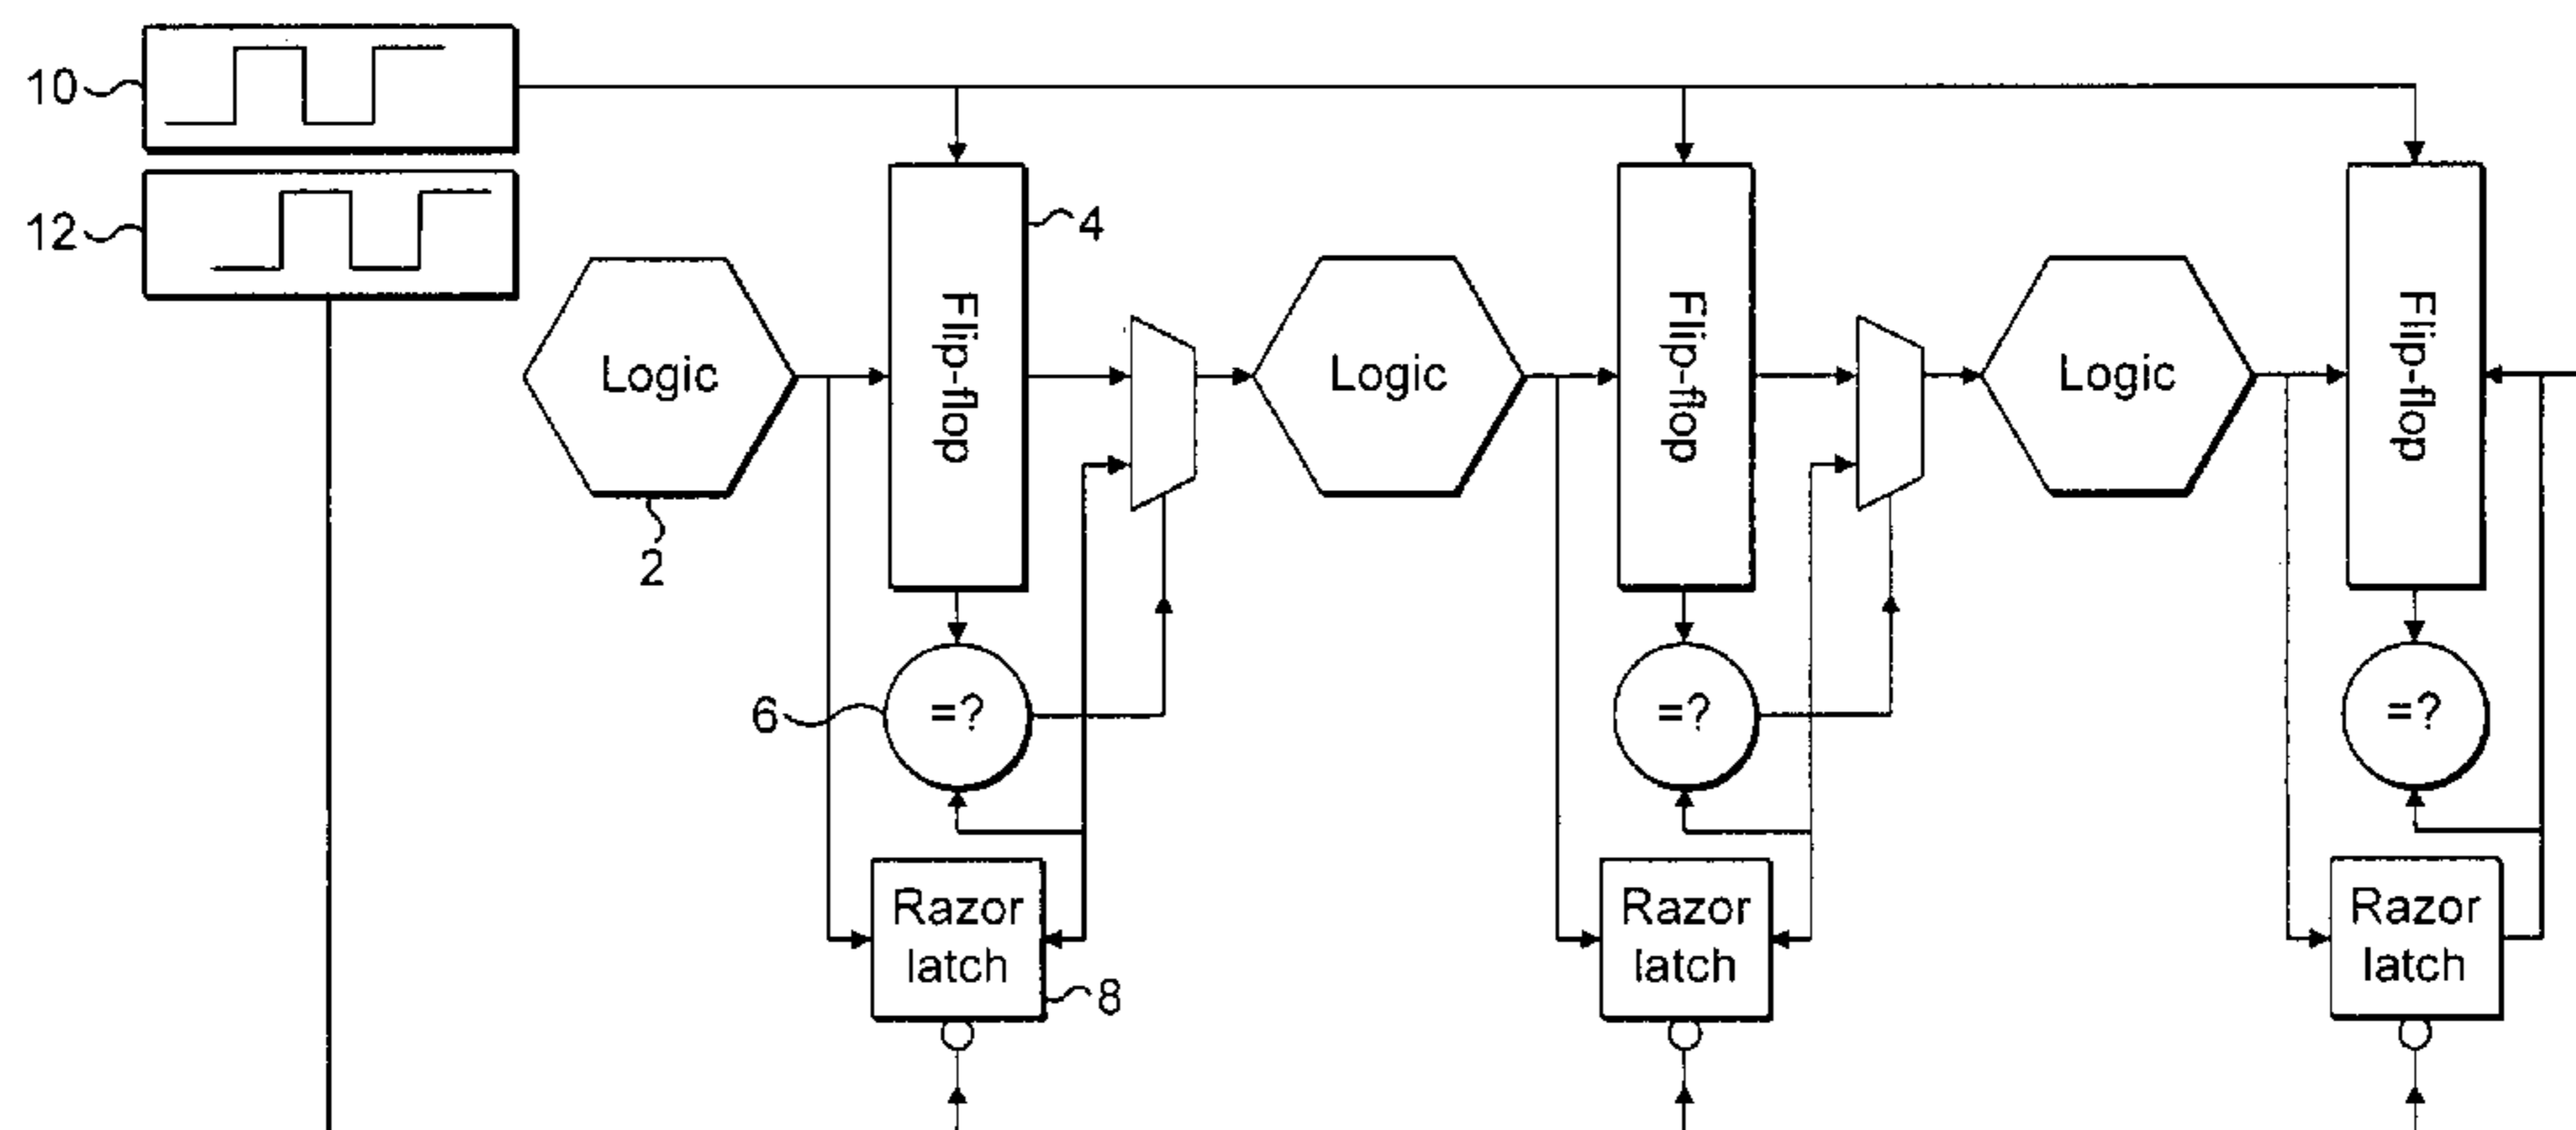 10
12
4
Logic
Flip-flop
Logic
Flip-flop
Logic
Flip-flop
2
6
=?
=?
=?
Razor
latch
8
Razor
latch
Razor
latch